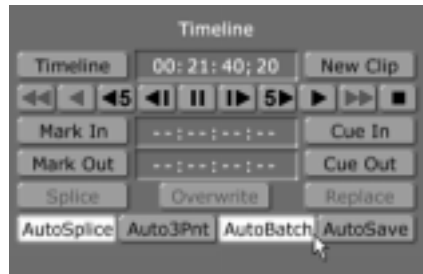 Timeline
Timeline 00:21:40;20 New Clip
5 5
Mark In --:--:--:-- Cue In
Mark Out --:--:--:-- Cue Out
Splice Overwrite Replace
AutoSplice Auto3Pnt AutoBatch AutoSave